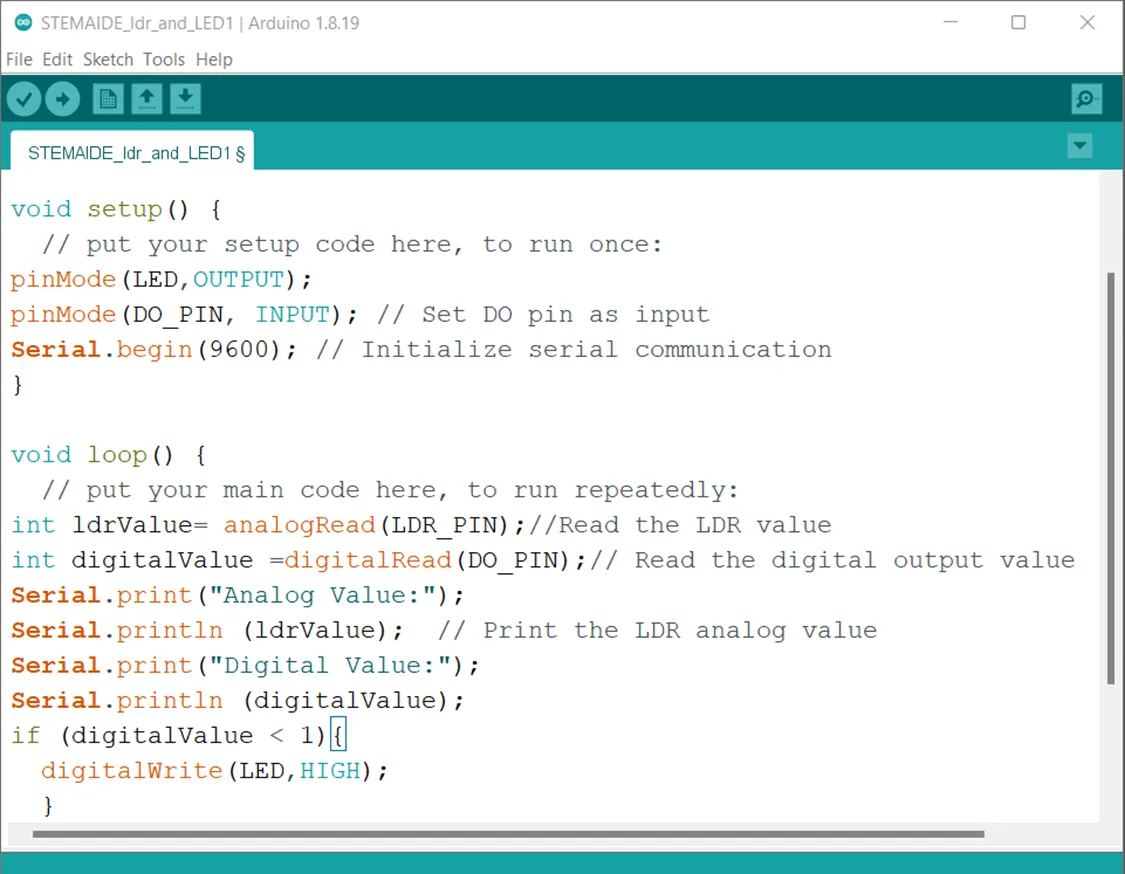 STEMAIDE_ldr_and_LED1 | Arduino 1.8.19
File Edit Sketch Tools Help
STEMAIDE_ldr_and_LED1 §
void setup() {
  // put your setup code here, to run once:
pinMode(LED,OUTPUT);
pinMode(DO_PIN, INPUT); // Set DO pin as input
Serial.begin(9600); // Initialize serial communication
}
void loop() {
  // put your main code here, to run repeatedly:
int ldrValue= analogRead(LDR_PIN);//Read the LDR value
int digitalValue =digitalRead(DO_PIN);// Read the digital output value
Serial.print("Analog Value:");
Serial.println (ldrValue);  // Print the LDR analog value
Serial.print("Digital Value:");
Serial.println (digitalValue);
if (digitalValue < 1){
  digitalWrite(LED,HIGH);
  }